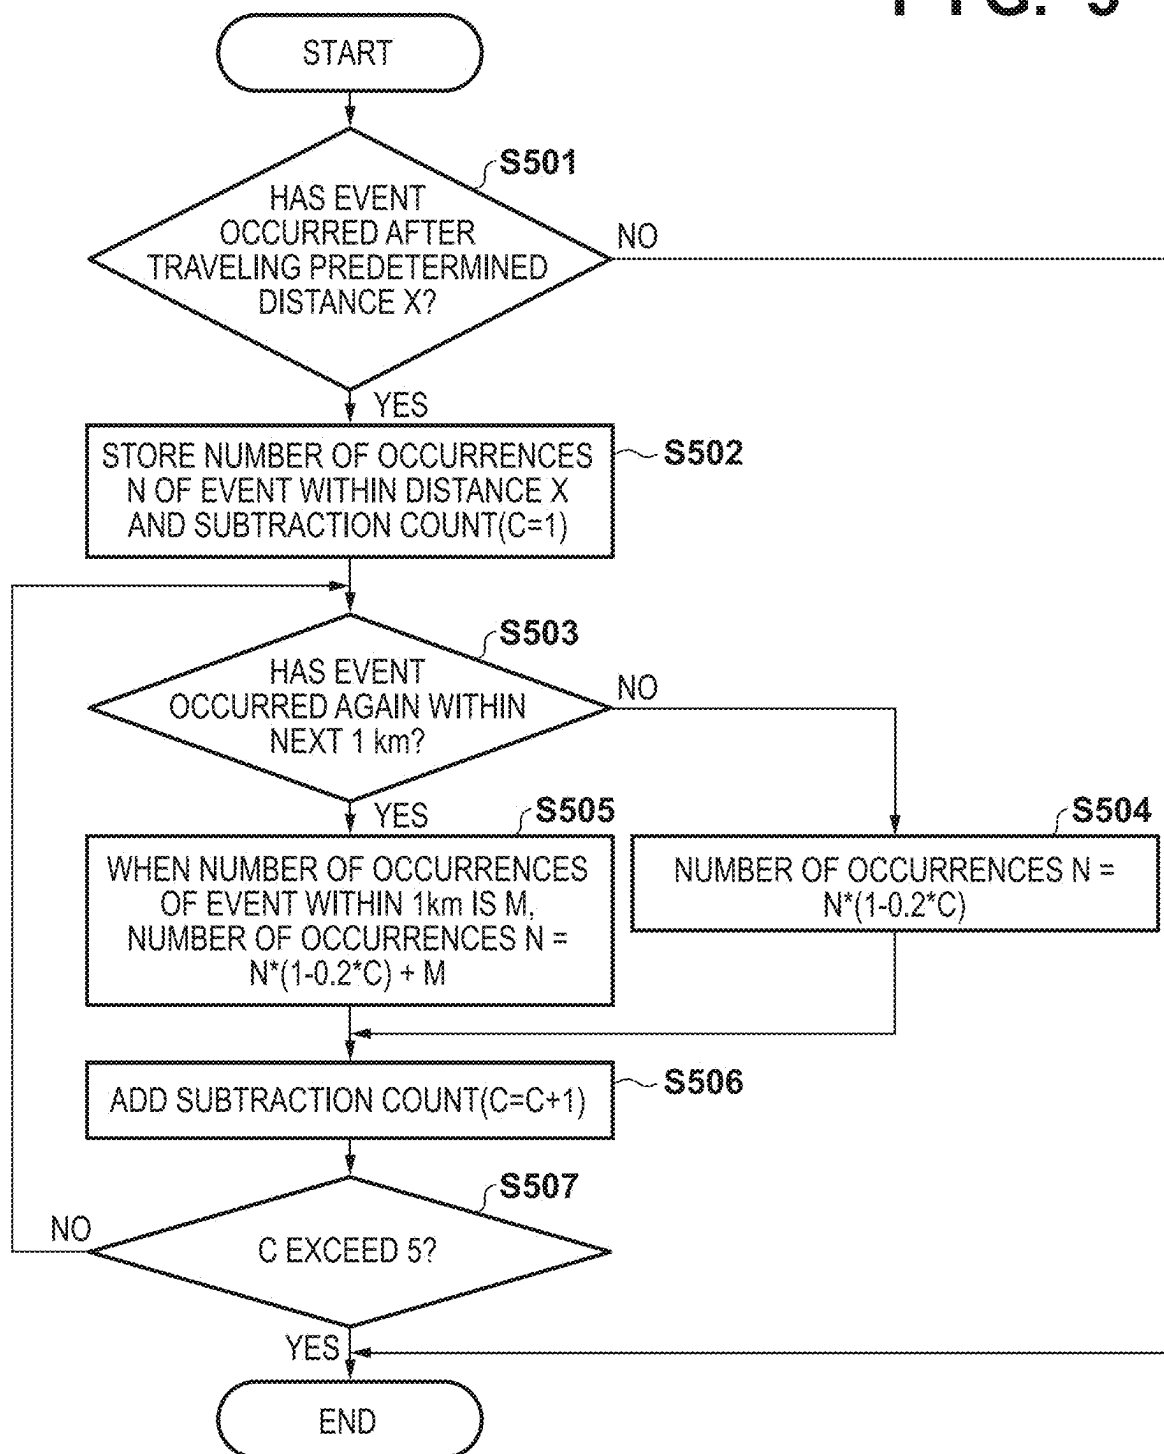 START
S501
HAS EVENT
OCCURRED AFTER
TRAVELING PREDETERMINED
DISTANCE X?
NO
YES
STORE NUMBER OF OCCURRENCES
N OF EVENT WITHIN DISTANCE X
AND SUBTRACTION COUNT(C=1)
S502
S503
HAS EVENT
OCCURRED AGAIN WITHIN
NEXT 1 km?
NO
YES
S505
WHEN NUMBER OF OCCURRENCES
OF EVENT WITHIN 1km IS M,
NUMBER OF OCCURRENCES N =
N*(1-0.2*C) + M
S504
NUMBER OF OCCURRENCES N =
N*(1-0.2*C)
ADD SUBTRACTION COUNT(C=C+1)
S506
S507
C EXCEED 5?
NO
YES
END